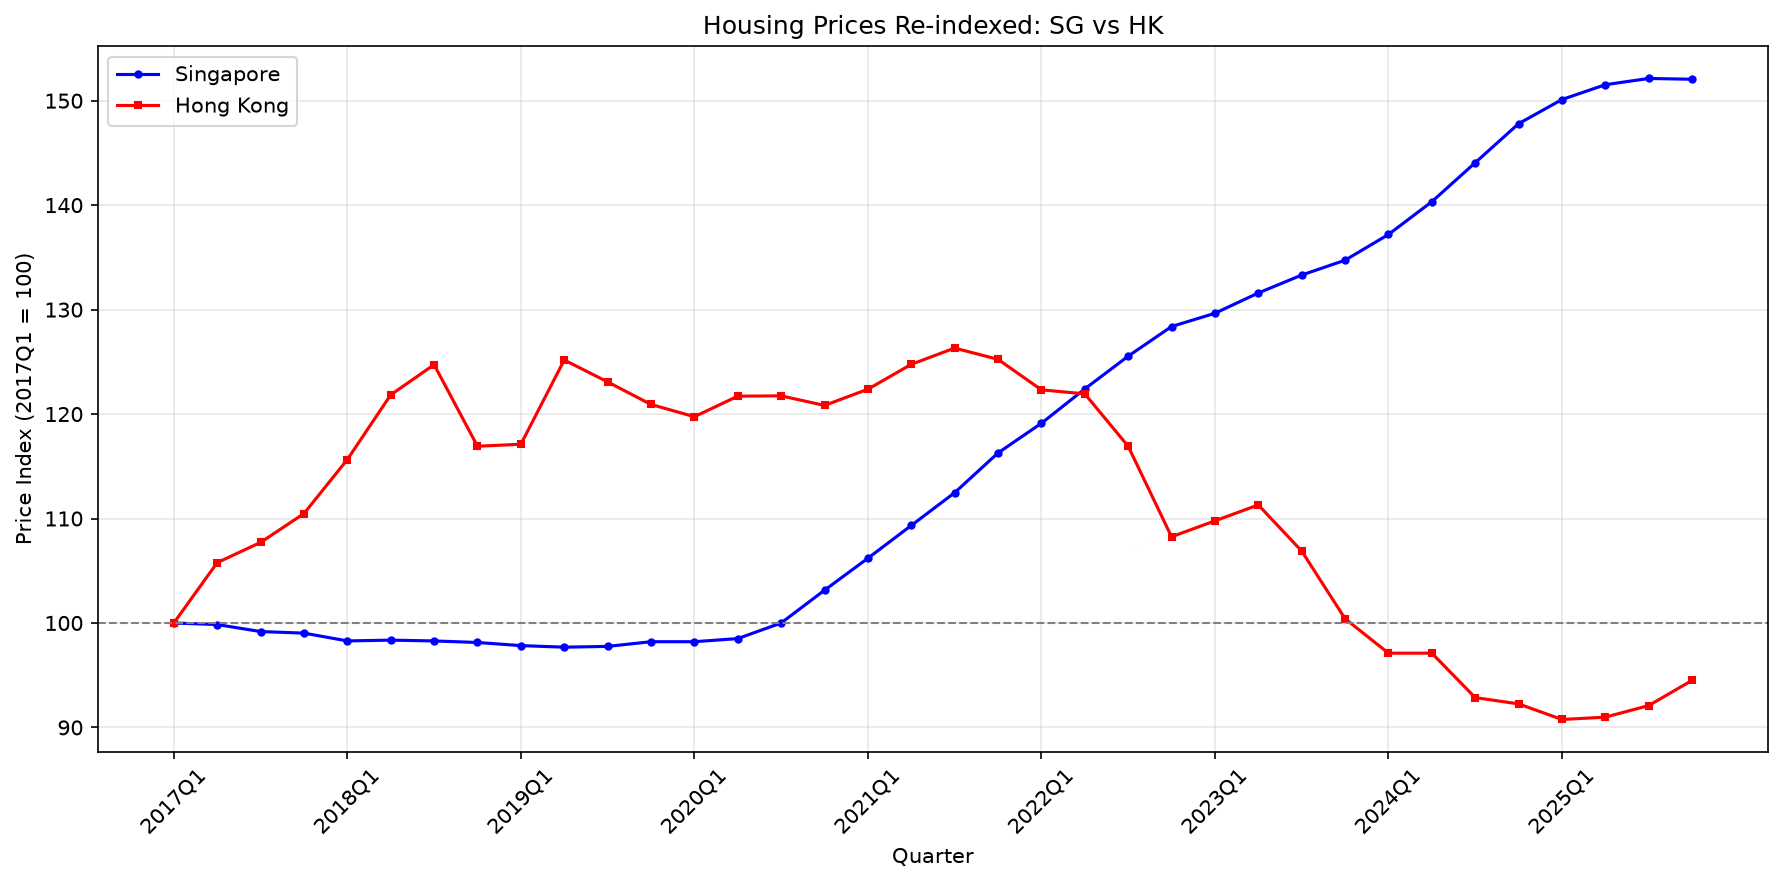 Housing Prices Re-indexed: SG vs HK
Singapore
Hong Kong
Price Index (2017Q1 = 100)
150
140
130
120
110
100
90
2017Q1
2018Q1
2019Q1
2020Q1
2021Q1
2022Q1
2023Q1
2024Q1
2025Q1
Quarter